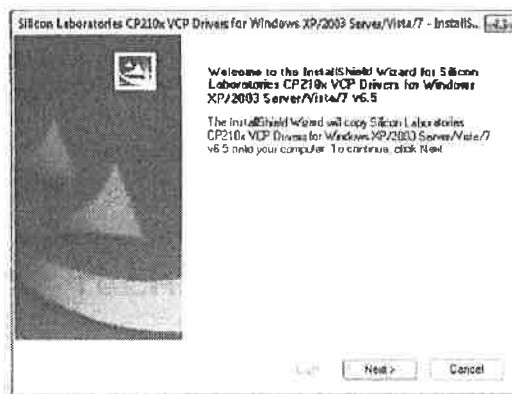 Silicon Laboratories CP210x VCP Drivers for Windows XP/2003 Server/Vista/7 - InstallS...
Welcome to the InstallShield Wizard for Silicon
Laboratories CP210x VCP Drivers for Windows
XP/2003 Server/Vista/7 v6.5
The InstallShield Wizard will copy Silicon Laboratories
CP210x VCP Drivers for Windows XP/2003 Server/Vista/7
v6.5 onto your computer. To continue, click Next.
Next > Cancel